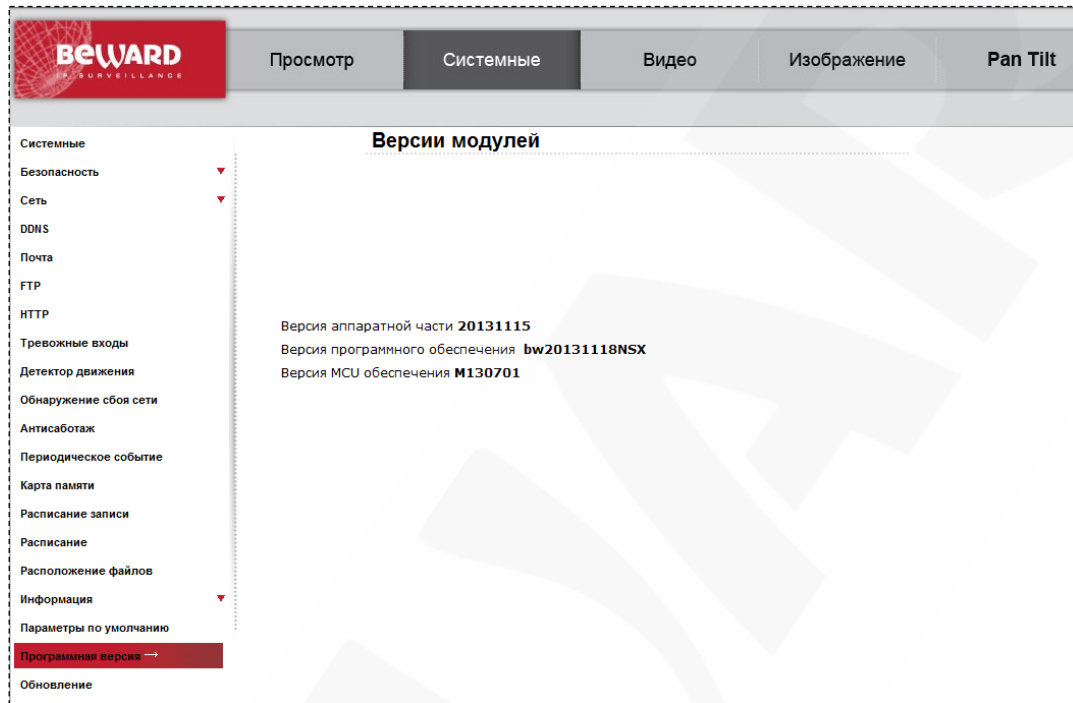 BEWARD
IP SURVEILLANCE
Просмотр
Системные
Видео
Изображение
Pan Tilt
Системные
Безопасность
Сеть
DDNS
Почта
FTP
HTTP
Тревожные входы
Детектор движения
Обнаружение сбоя сети
Антисаботаж
Периодическое событие
Карта памяти
Расписание записи
Расписание
Расположение файлов
Информация
Параметры по умолчанию
Программная версия →
Обновление
Версии модулей
Версия аппаратной части 20131115
Версия программного обеспечения bw20131118NSX
Версия MCU обеспечения M130701